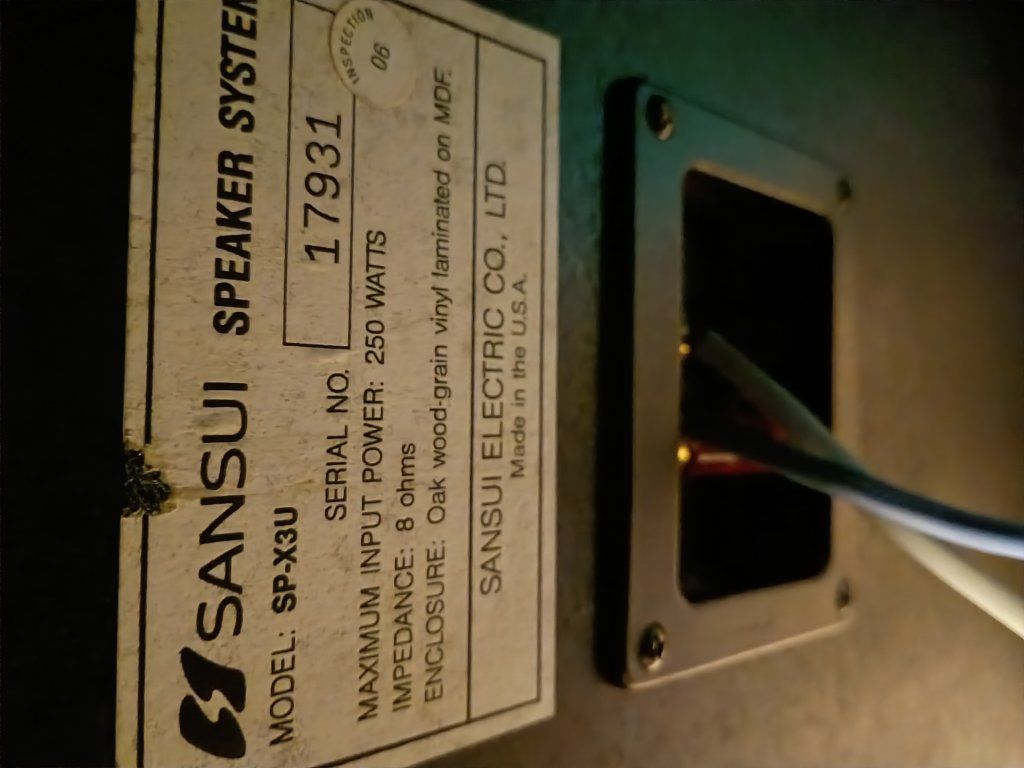 SANSUI SPEAKER SYSTEM
MODEL: SP-X3U
SERIAL NO. 17931
INSPECTION
06
MAXIMUM INPUT POWER: 250 WATTS
IMPEDANCE: 8 ohms
ENCLOSURE: Oak wood-grain vinyl laminated on MDF.
SANSUI ELECTRIC CO., LTD.
Made in the U.S.A.